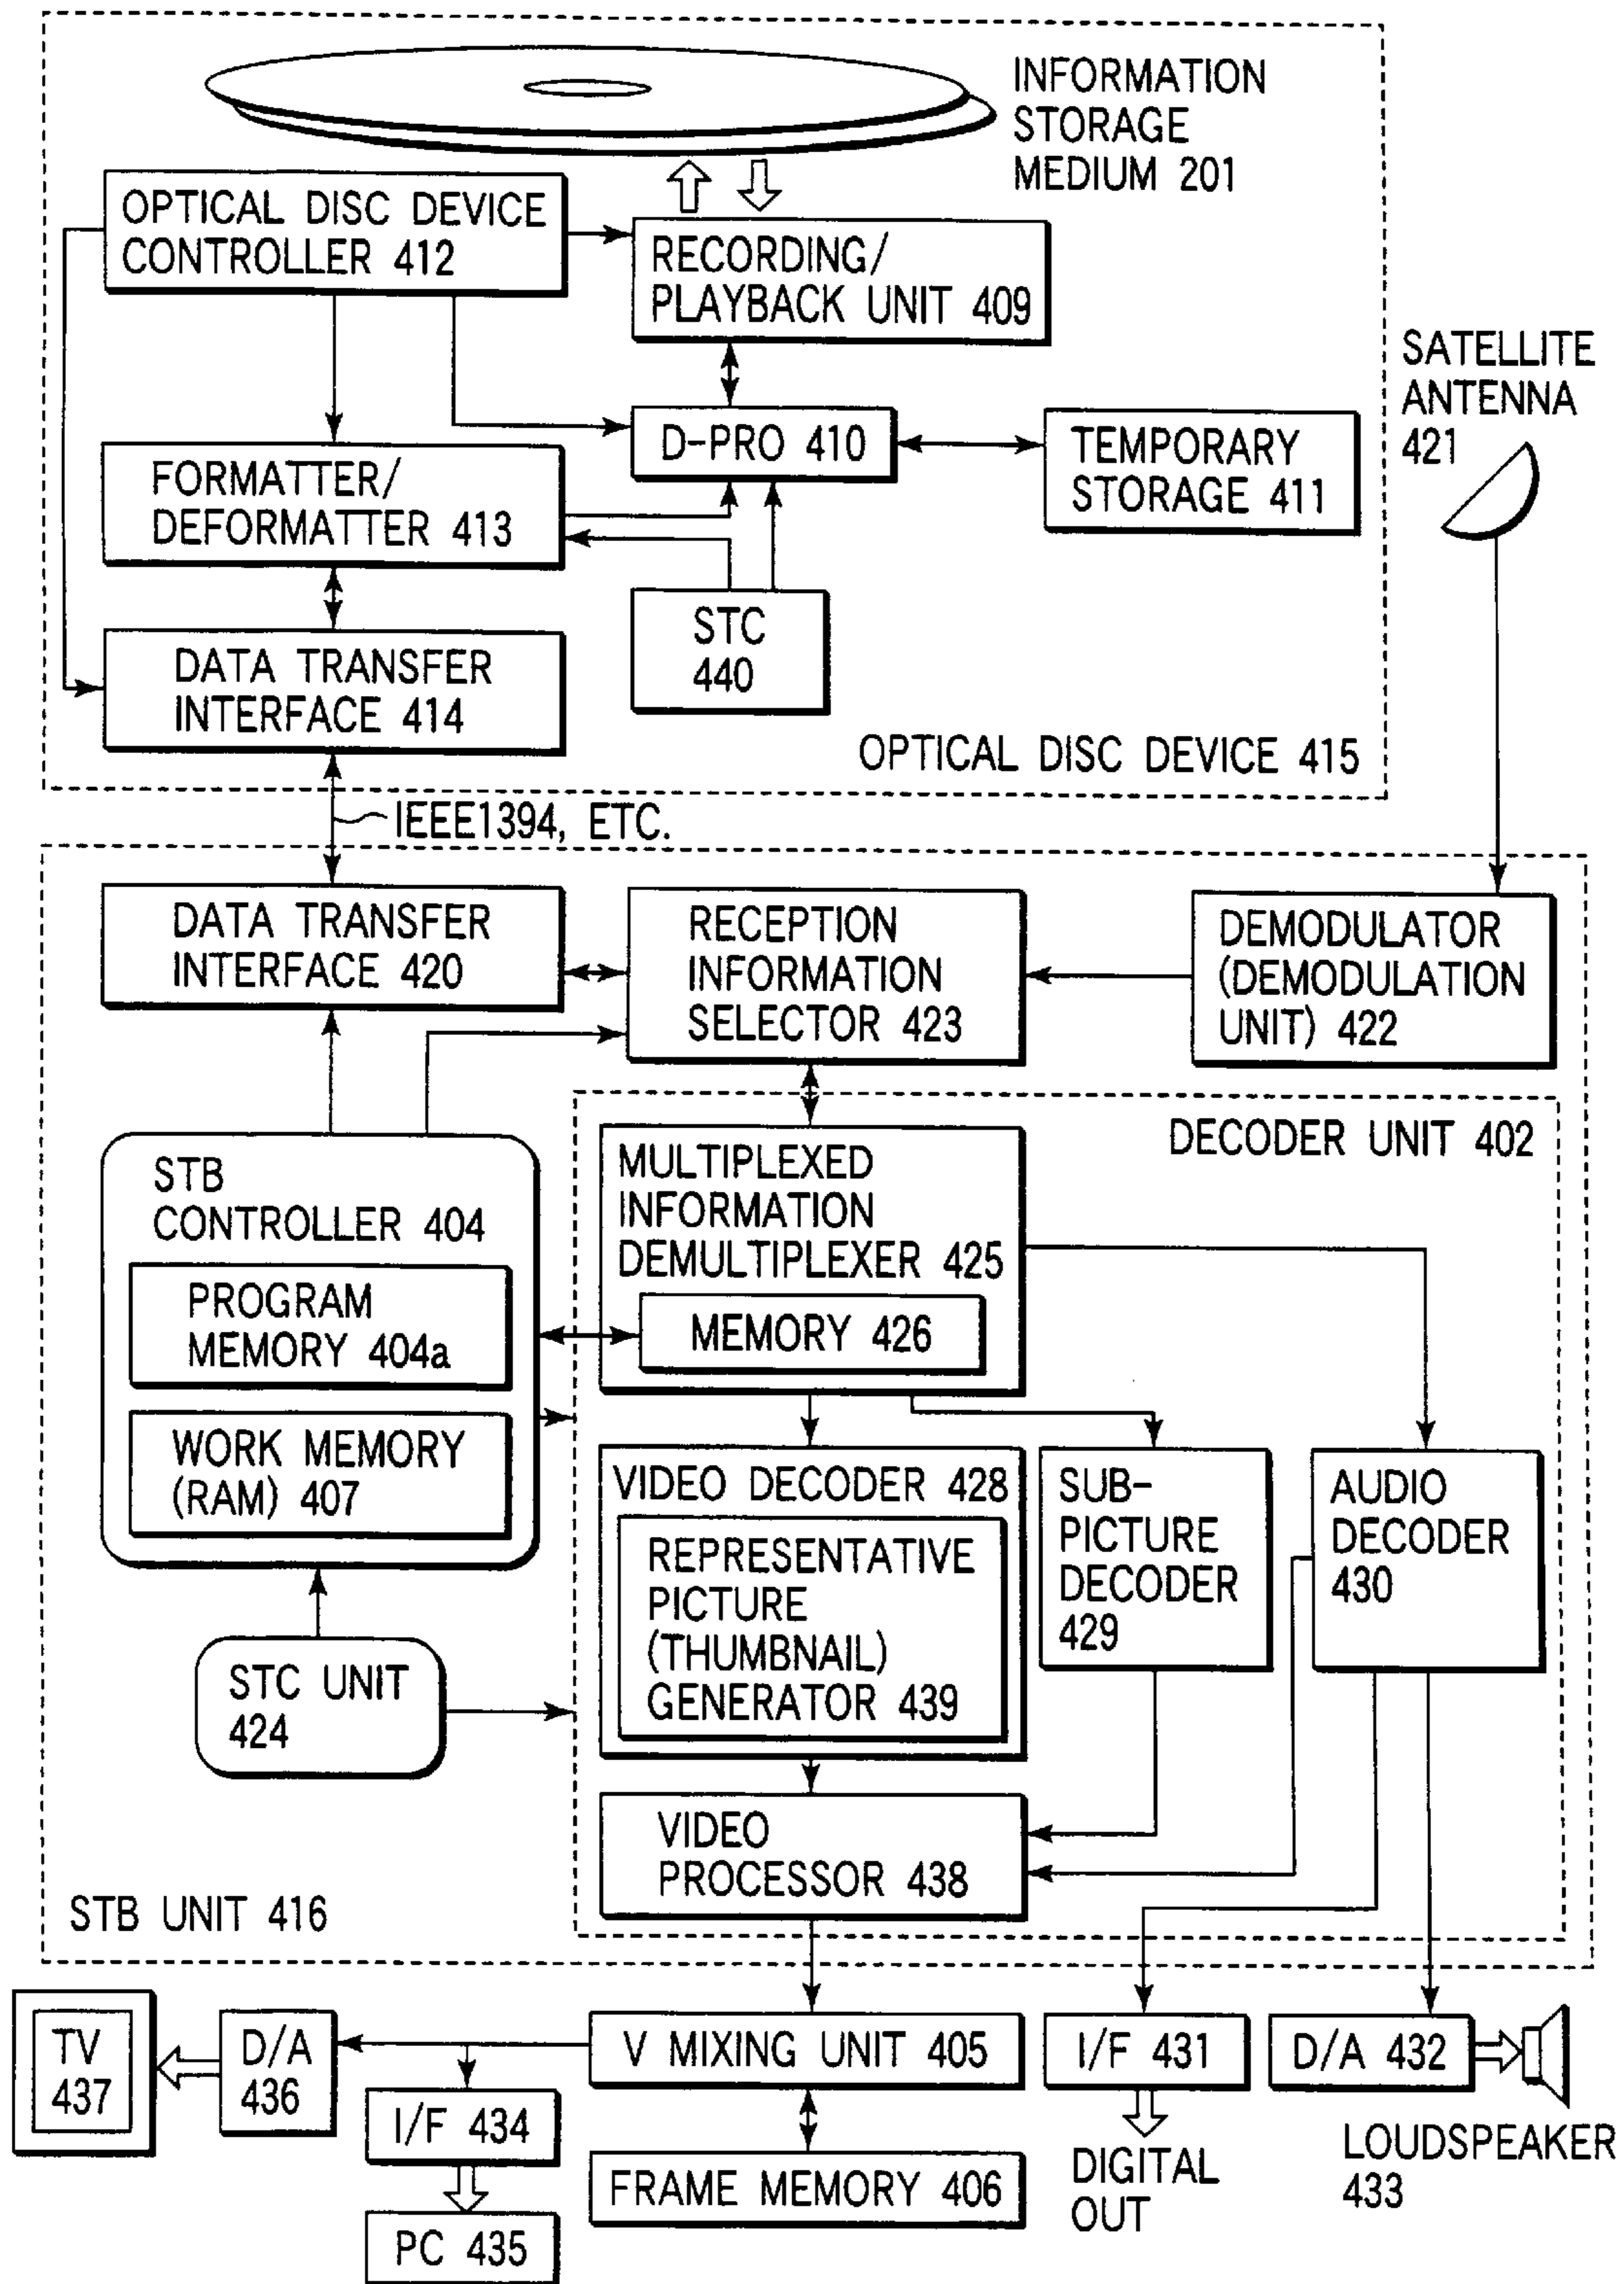 INFORMATION
STORAGE
MEDIUM 201
OPTICAL DISC DEVICE
CONTROLLER 412
RECORDING/
PLAYBACK UNIT 409
SATELLITE
ANTENNA
421
D-PRO 410
TEMPORARY
STORAGE 411
FORMATTER/
DEFORMATTER 413
STC
440
DATA TRANSFER
INTERFACE 414
OPTICAL DISC DEVICE 415
IEEE1394, ETC.
DATA TRANSFER
INTERFACE 420
RECEPTION
INFORMATION
SELECTOR 423
DEMODULATOR
(DEMODULATION
UNIT) 422
DECODER UNIT 402
STB
CONTROLLER 404
PROGRAM
MEMORY 404a
WORK MEMORY
(RAM) 407
MULTIPLEXED
INFORMATION
DEMULTIPLEXER 425
MEMORY 426
VIDEO DECODER 428
REPRESENTATIVE
PICTURE
(THUMBNAIL)
GENERATOR 439
SUB-
PICTURE
DECODER
429
AUDIO
DECODER
430
STC UNIT
424
VIDEO
PROCESSOR 438
STB UNIT 416
TV
437
D/A
436
V MIXING UNIT 405
I/F 431
D/A 432
I/F 434
LOUDSPEAKER
433
DIGITAL
OUT
FRAME MEMORY 406
PC 435